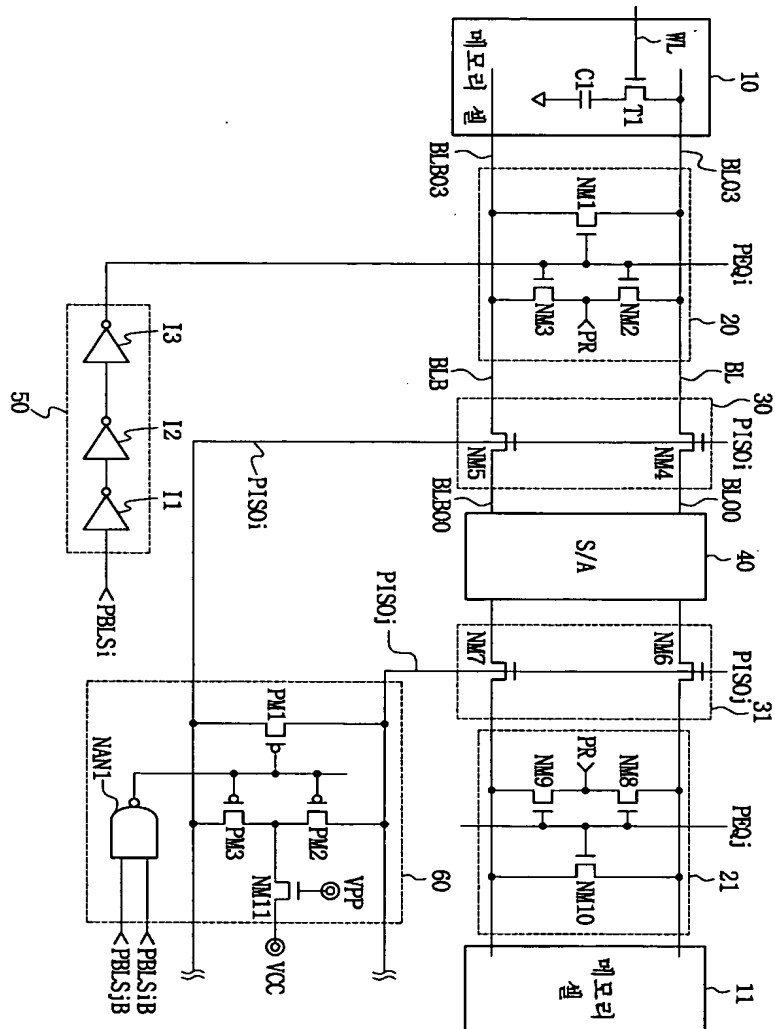 10
BL03
PEQi
20
BL
30
PISOi
BL00
40
PISOj
31
PEQj
21
11
WL
T1
C1
메모리 셀
NM1
NM2
NM3
PR
NM4
NM5
S/A
NM6
NM7
NM8
NM9
PR
NM10
메모리 셀
BLB03
BLB
BLB00
PISOj
PISOi
PM1
PM2
PM3
NM11
VPP
VCC
60
NAN1
PBLSiB
PBLSjB
50
I3
I2
I1
PBLSi